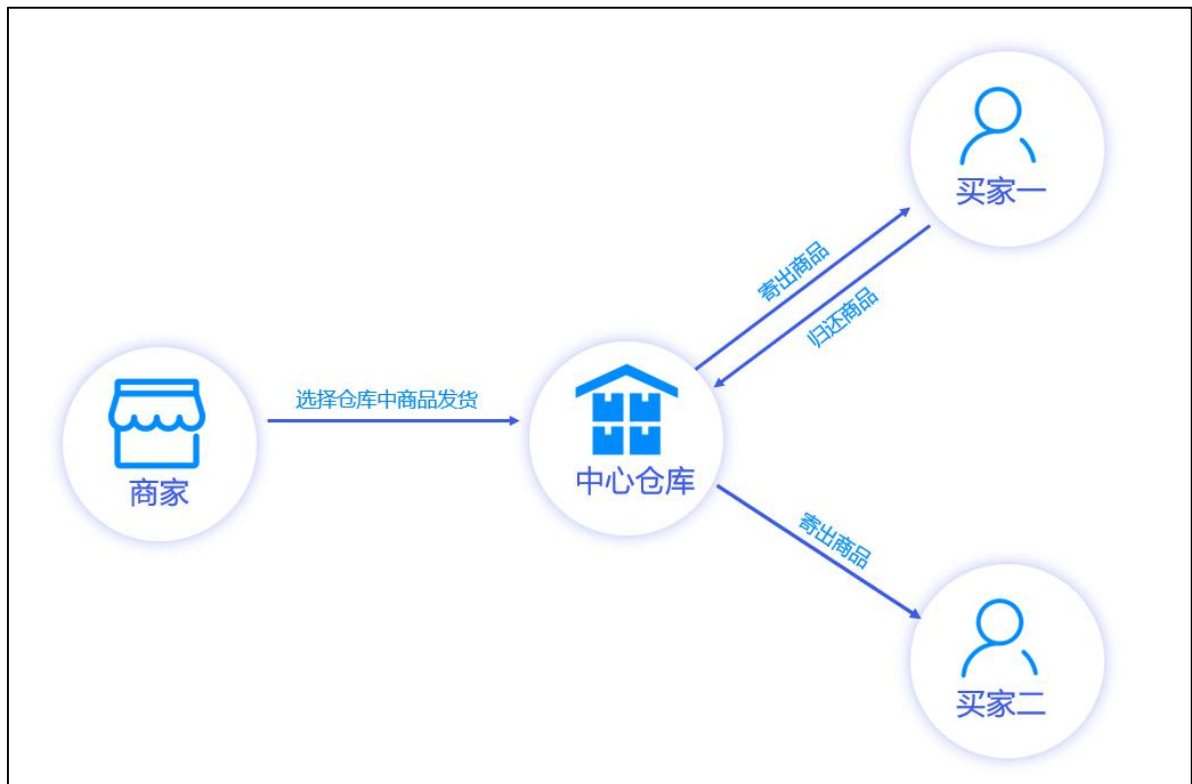 买家一
寄出商品
归还商品
选择仓库中商品发货
商家
中心仓库
寄出商品
买家二